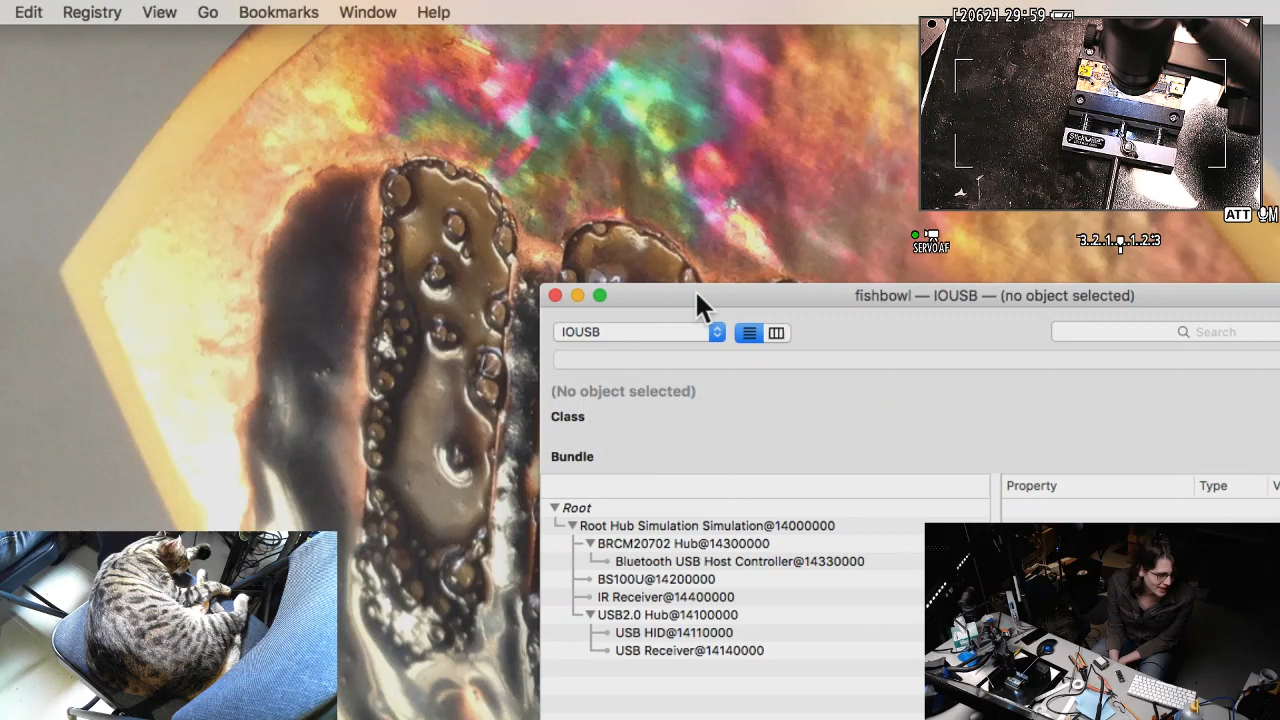 Edit Registry View Go Bookmarks Window Help
[2062] 29:59
ATT M
SERVO AF
-3..2..1..0..1..2..3
fishbowl — IOUSB — (no object selected)
IOUSB
Search
(No object selected)
Class
Bundle
Property Type V
Root
Root Hub Simulation Simulation@14000000
BRCM20702 Hub@14300000
Bluetooth USB Host Controller@14330000
BS100U@14200000
IR Receiver@14400000
USB2.0 Hub@14100000
USB HID@14110000
USB Receiver@14140000